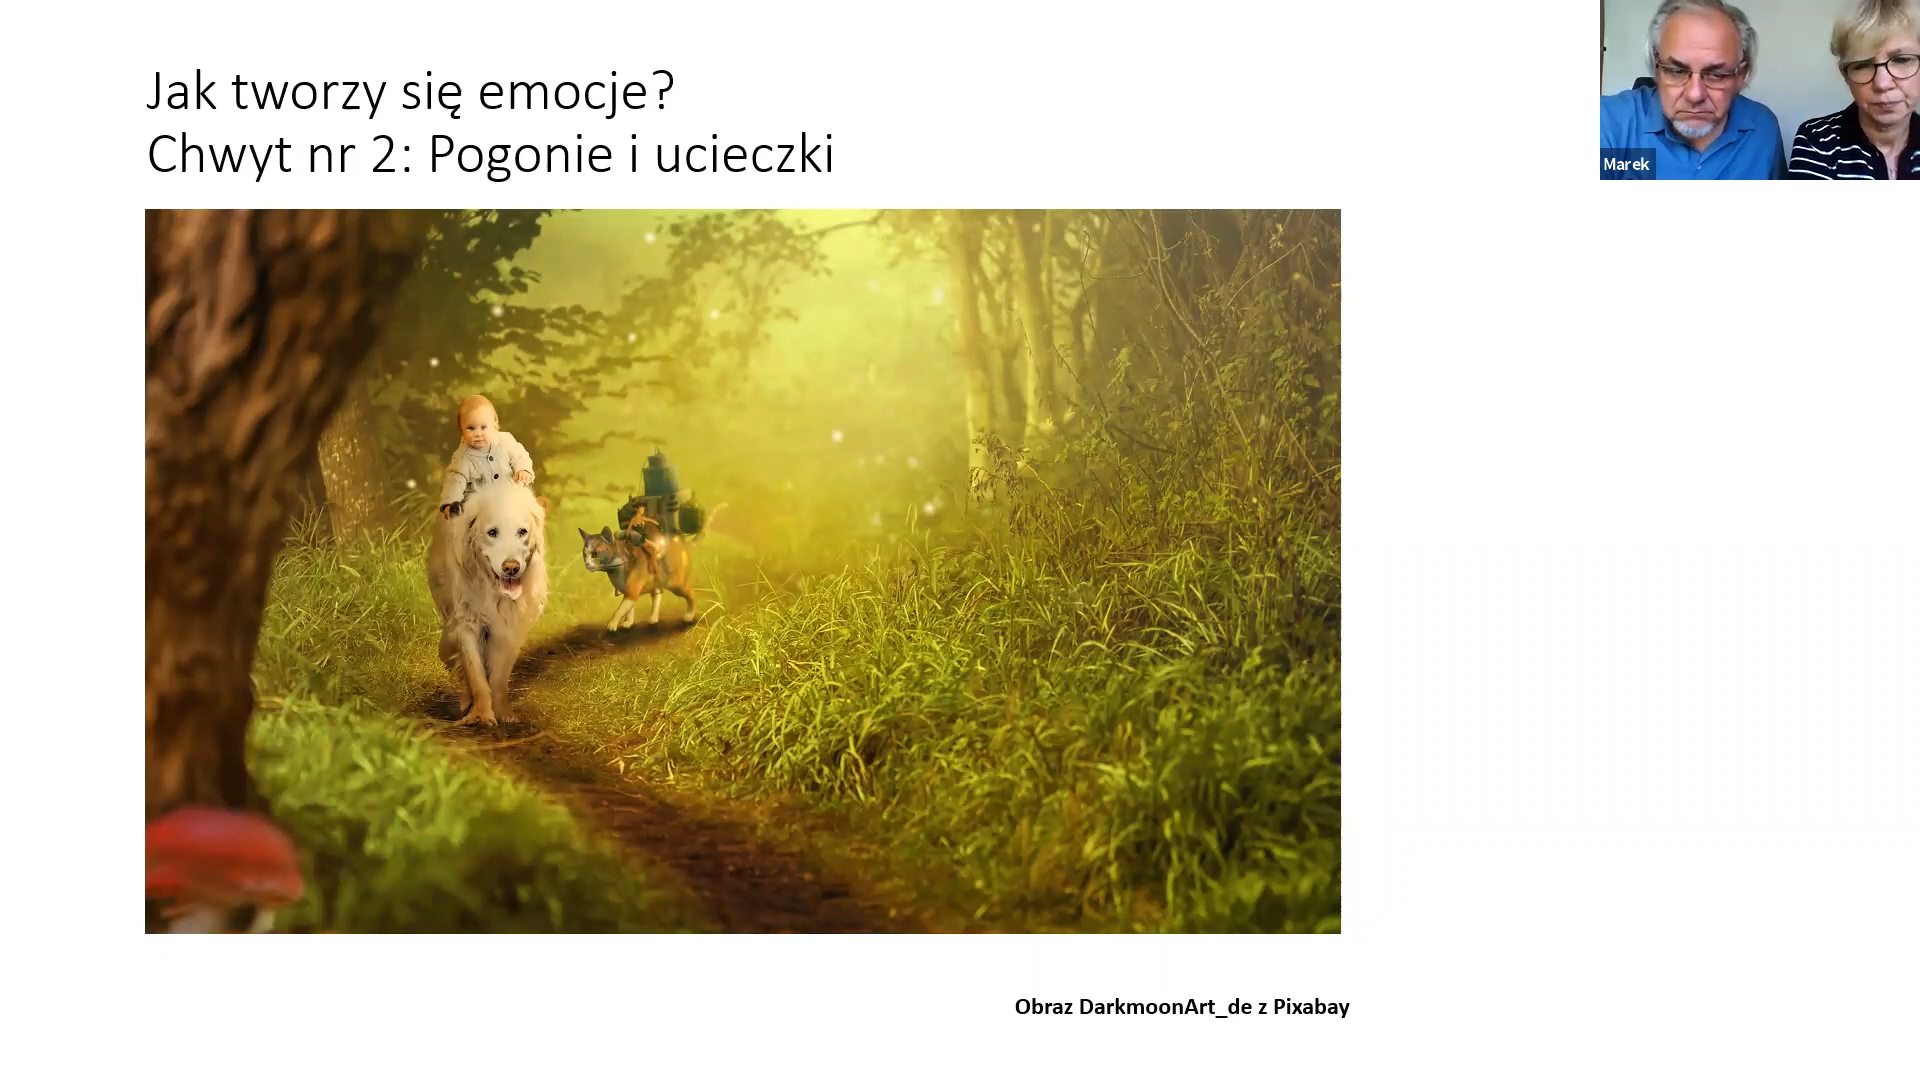 Jak tworzy się emocje?
Chwyt nr 2: Pogonie i ucieczki
Marek
Obraz DarkmoonArt_de z Pixabay